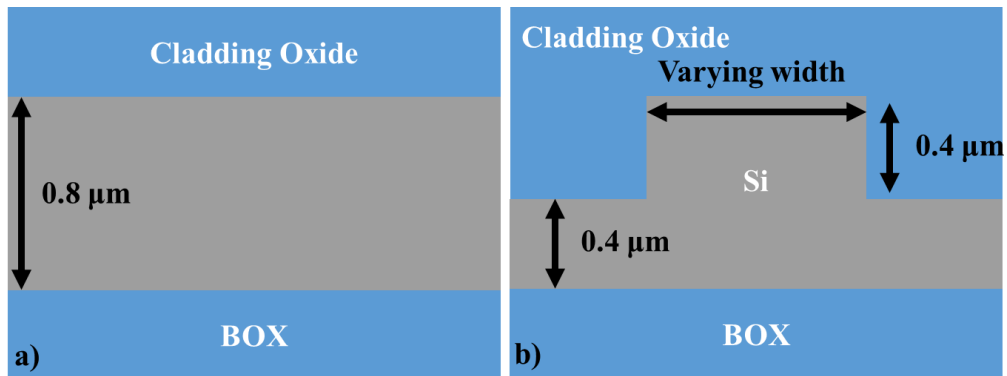 Cladding Oxide
0.8 µm
BOX
a)
Cladding Oxide
Varying width
0.4 µm
Si
0.4 µm
BOX
b)